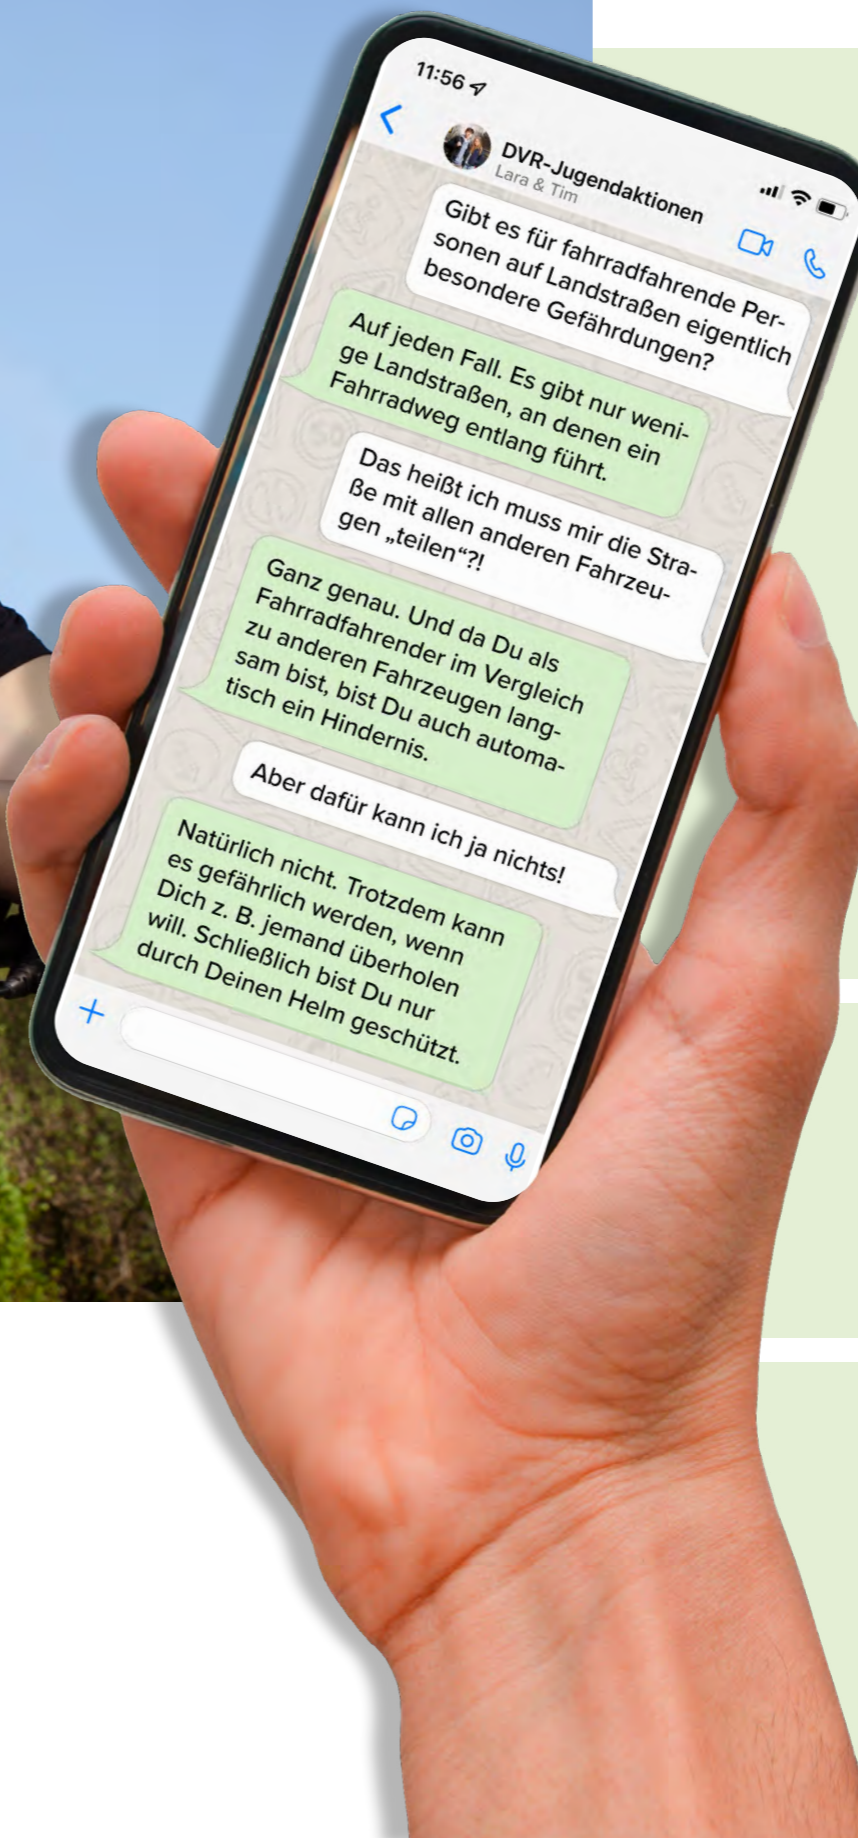 11:56
DVR-Jugendaktionen
Lara & Tim
Gibt es für fahrradfahrende Per-
sonen auf Landstraßen eigentlich
besondere Gefährdungen?
Auf jeden Fall. Es gibt nur weni-
ge Landstraßen, an denen ein
Fahrradweg entlang führt.
Das heißt ich muss mir die Stra-
ße mit allen anderen Fahrzeu-
gen „teilen“?!
Ganz genau. Und da Du als
Fahrradfahrender im Vergleich
zu anderen Fahrzeugen lang-
sam bist, bist Du auch automa-
tisch ein Hindernis.
Aber dafür kann ich ja nichts!
Natürlich nicht. Trotzdem kann
es gefährlich werden, wenn
Dich z. B. jemand überholen
will. Schließlich bist Du nur
durch Deinen Helm geschützt.